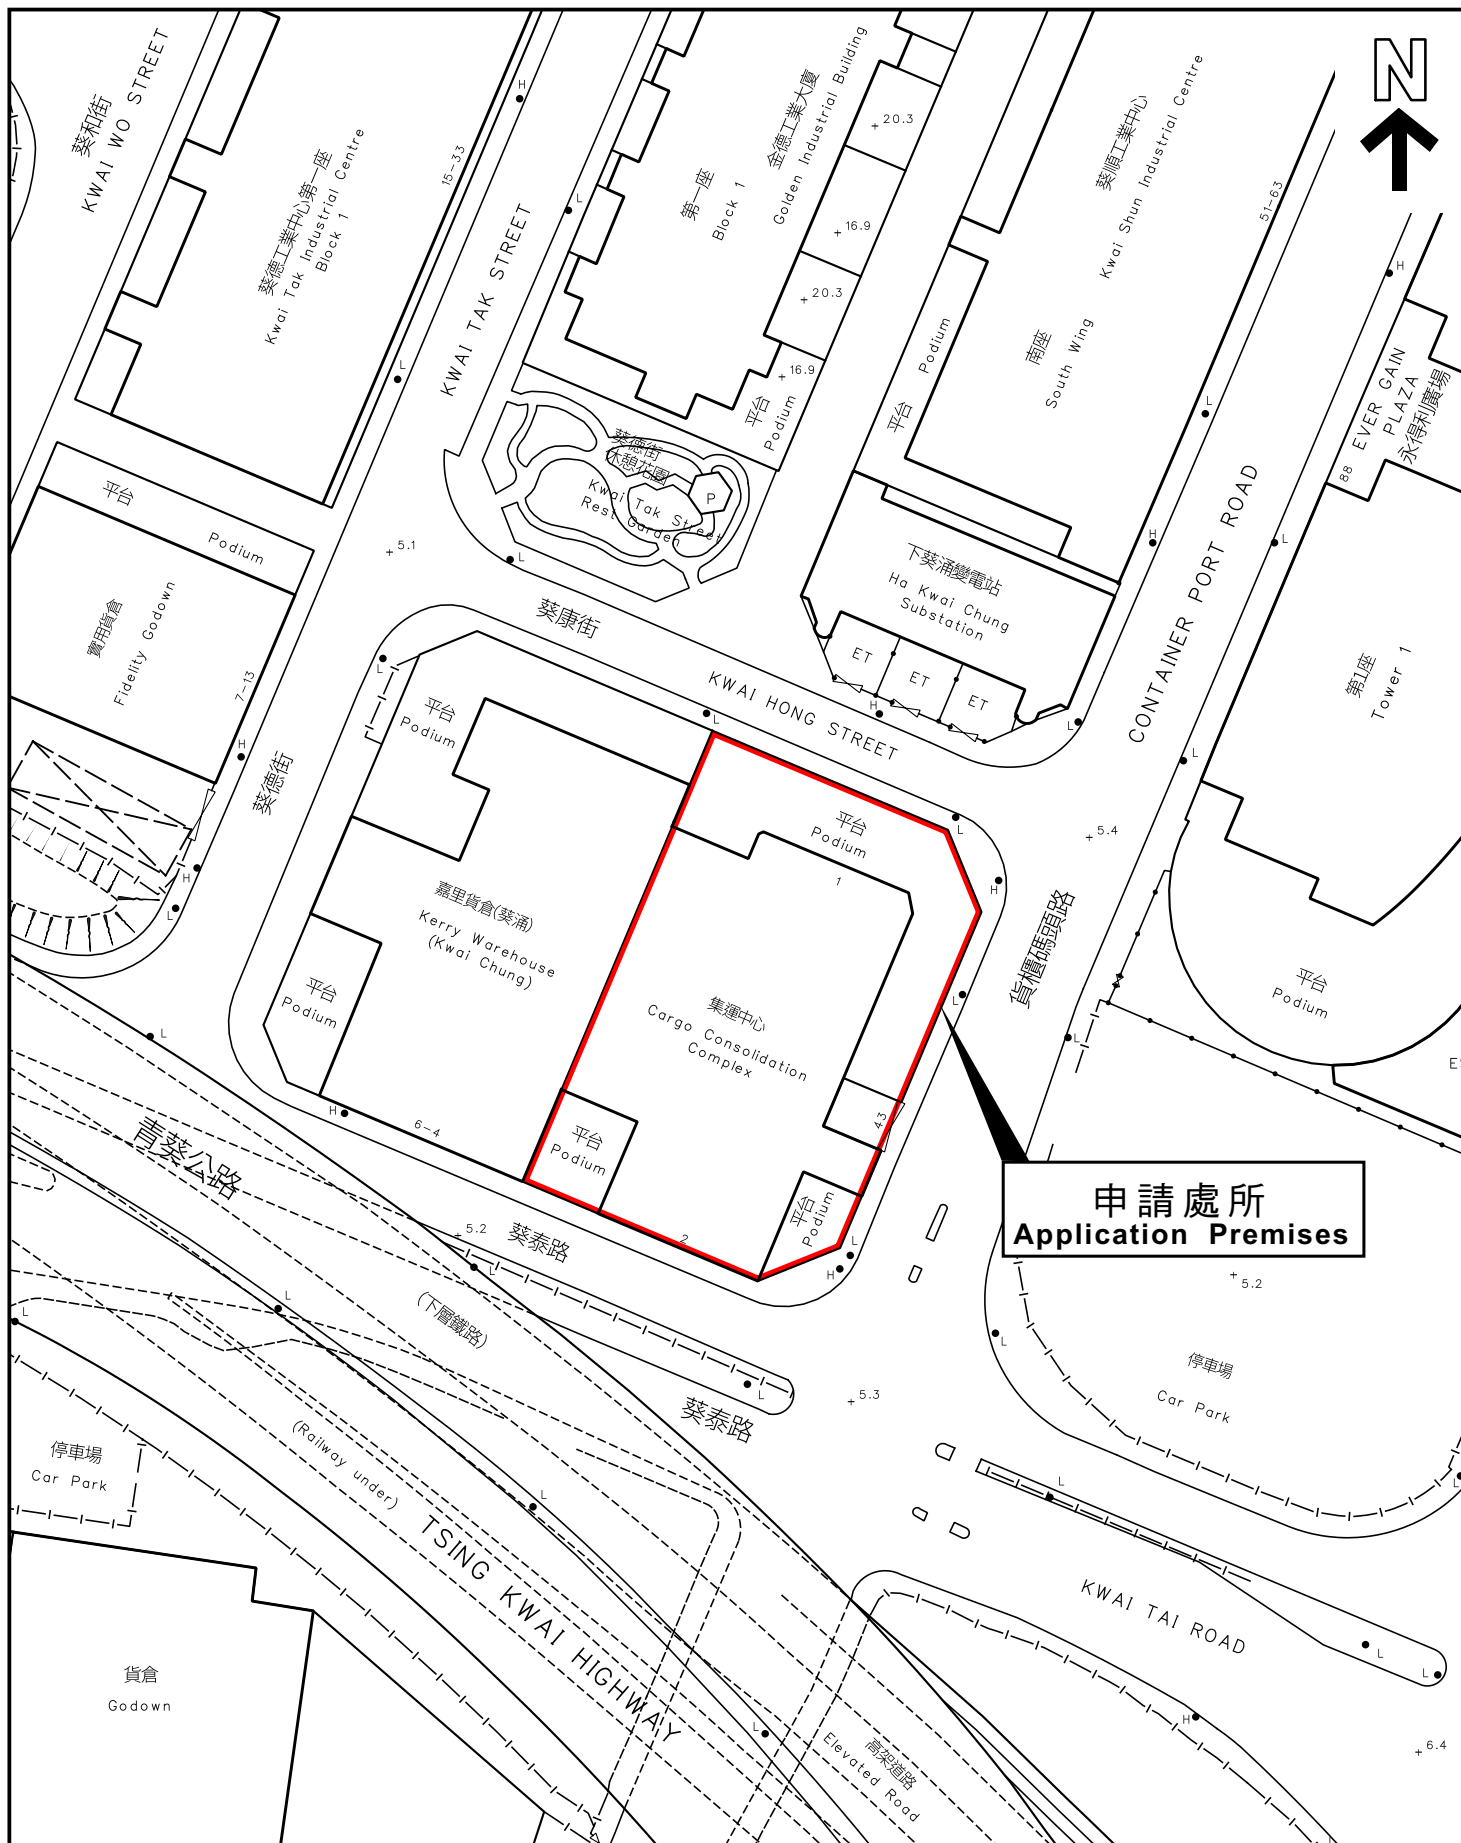 N
葵和街
KWAI WO STREET
葵德工業中心第一座
Kwai Tak Industrial Centre
Block 1
15-33
KWAI TAK STREET
第一座
Block 1
金德工業大廈
Golden Industrial Building
20.3
16.9
20.3
16.9
平台
Podium
葵順工業中心
Kwai Shun Industrial Centre
南座
South Wing
51-63
平台
Podium
88
EVER GAIN
PLAZA
永得利廣場
第1座
Tower 1
CONTAINER PORT ROAD
貨櫃碼頭路
葵德街
休憩花園
Kwai Tak Street
Rest Garden
P
平台
Podium
5.1
實用貨倉
Fidelity Godown
7-13
葵德街
葵康街
KWAI HONG STREET
下葵涌變電站
Ha Kwai Chung
Substation
ET
ET
ET
5.4
平台
Podium
平台
Podium
1
嘉里貨倉(葵涌)
Kerry Warehouse
(Kwai Chung)
平台
Podium
6-4
集運中心
Cargo Consolidation
Complex
平台
Podium
43
平台
Podium
2
平台
Podium
申請處所
Application Premises
青葵公路
5.2
葵泰路
(下層鐵路)
(Railway under)
5.2
停車場
Car Park
5.3
葵泰路
停車場
Car Park
TSING KWAI HIGHWAY
KWAI TAI ROAD
貨倉
Godown
高架道路
Elevated Road
6.4